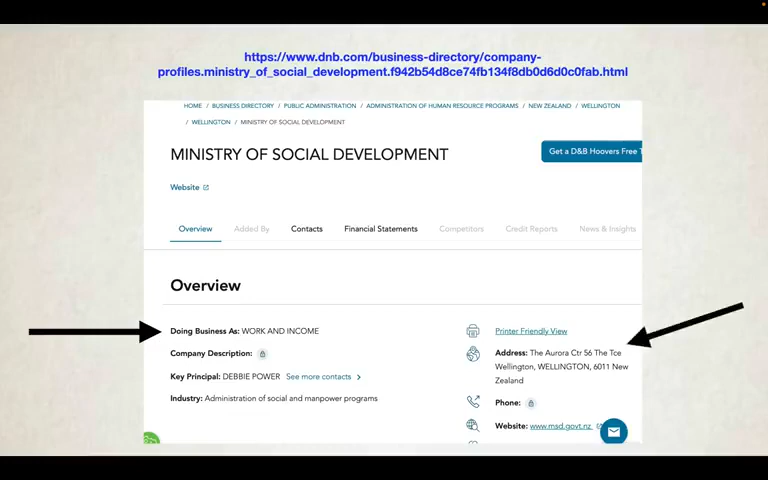 https://www.dnb.com/business-directory/company-
profiles.ministry_of_social_development.f942b54d8ce74fb134f8db0d6d0c0fab.html
HOME / BUSINESS DIRECTORY / PUBLIC ADMINISTRATION / ADMINISTRATION OF HUMAN RESOURCE PROGRAMS / NEW ZEALAND / WELLINGTON
/ WELLINGTON / MINISTRY OF SOCIAL DEVELOPMENT
MINISTRY OF SOCIAL DEVELOPMENT
Get a D&B Hoovers Free T
Website
Overview Added By Contacts Financial Statements Competitors Credit Reports News & Insights
Overview
Doing Business As: WORK AND INCOME
Company Description:
Key Principal: DEBBIE POWER See more contacts
Industry: Administration of social and manpower programs
Printer Friendly View
Address: The Aurora Ctr 56 The Tce
Wellington, WELLINGTON, 6011 New
Zealand
Phone:
Website: www.msd.govt.nz